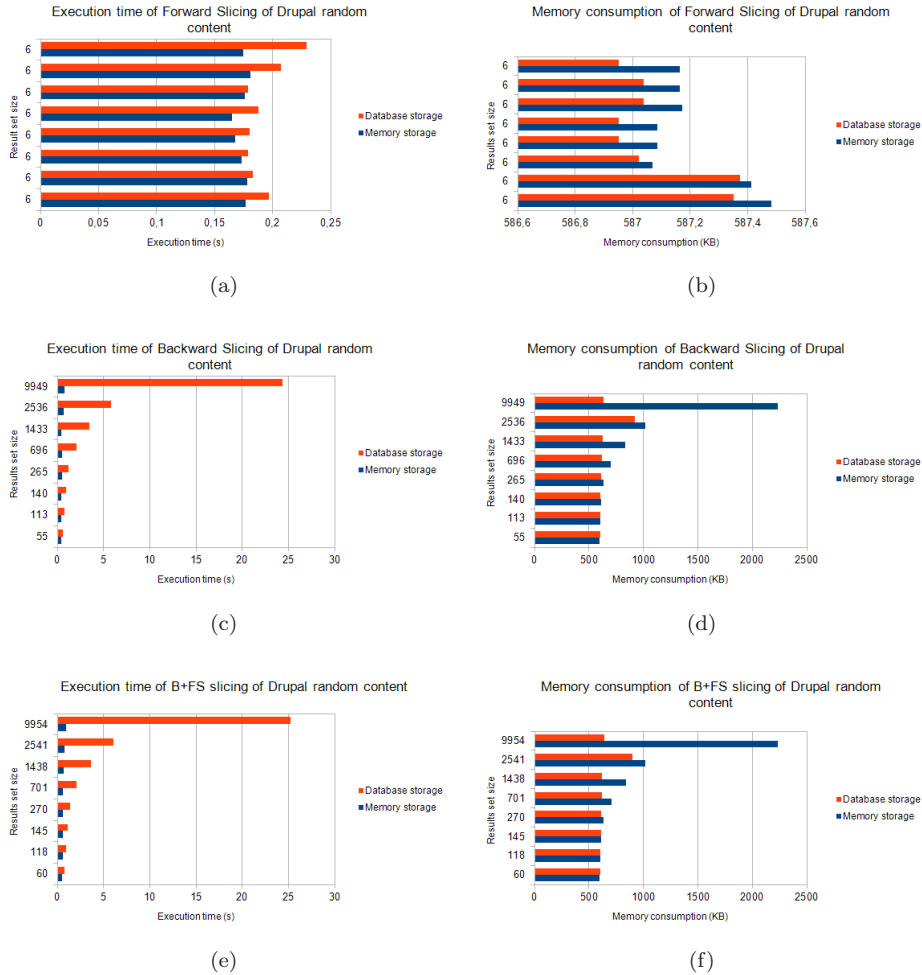 Execution time of Forward Slicing of Drupal random
content
Result set size
6
6
6
6
6
6
6
6
0
0,05
0,1
0,15
0,2
0,25
Execution time (s)
Database storage
Memory storage
(a)
Memory consumption of Forward Slicing of Drupal random
content
Results set size
6
6
6
6
6
6
6
6
586,6
586,8
587
587,2
587,4
587,6
Memory consumption (KB)
Database storage
Memory storage
(b)
Execution time of Backward Slicing of Drupal random
content
Results set size
9949
2536
1433
696
265
140
113
55
0
5
10
15
20
25
30
Execution time (s)
Database storage
Memory storage
(c)
Memory consumption of Backward Slicing of Drupal
random content
Results set size
9949
2536
1433
696
265
140
113
55
0
500
1000
1500
2000
2500
Memory consumption (KB)
Database storage
Memory storage
(d)
Execution time of B+FS slicing of Drupal random content
Results set size
9954
2541
1438
701
270
145
118
60
0
5
10
15
20
25
30
Execution time (s)
Database storage
Memory storage
(e)
Memory consumption of B+FS slicing of Drupal random
content
Results set size
9954
2541
1438
701
270
145
118
60
0
500
1000
1500
2000
2500
Memory consumption (KB)
Database storage
Memory storage
(f)